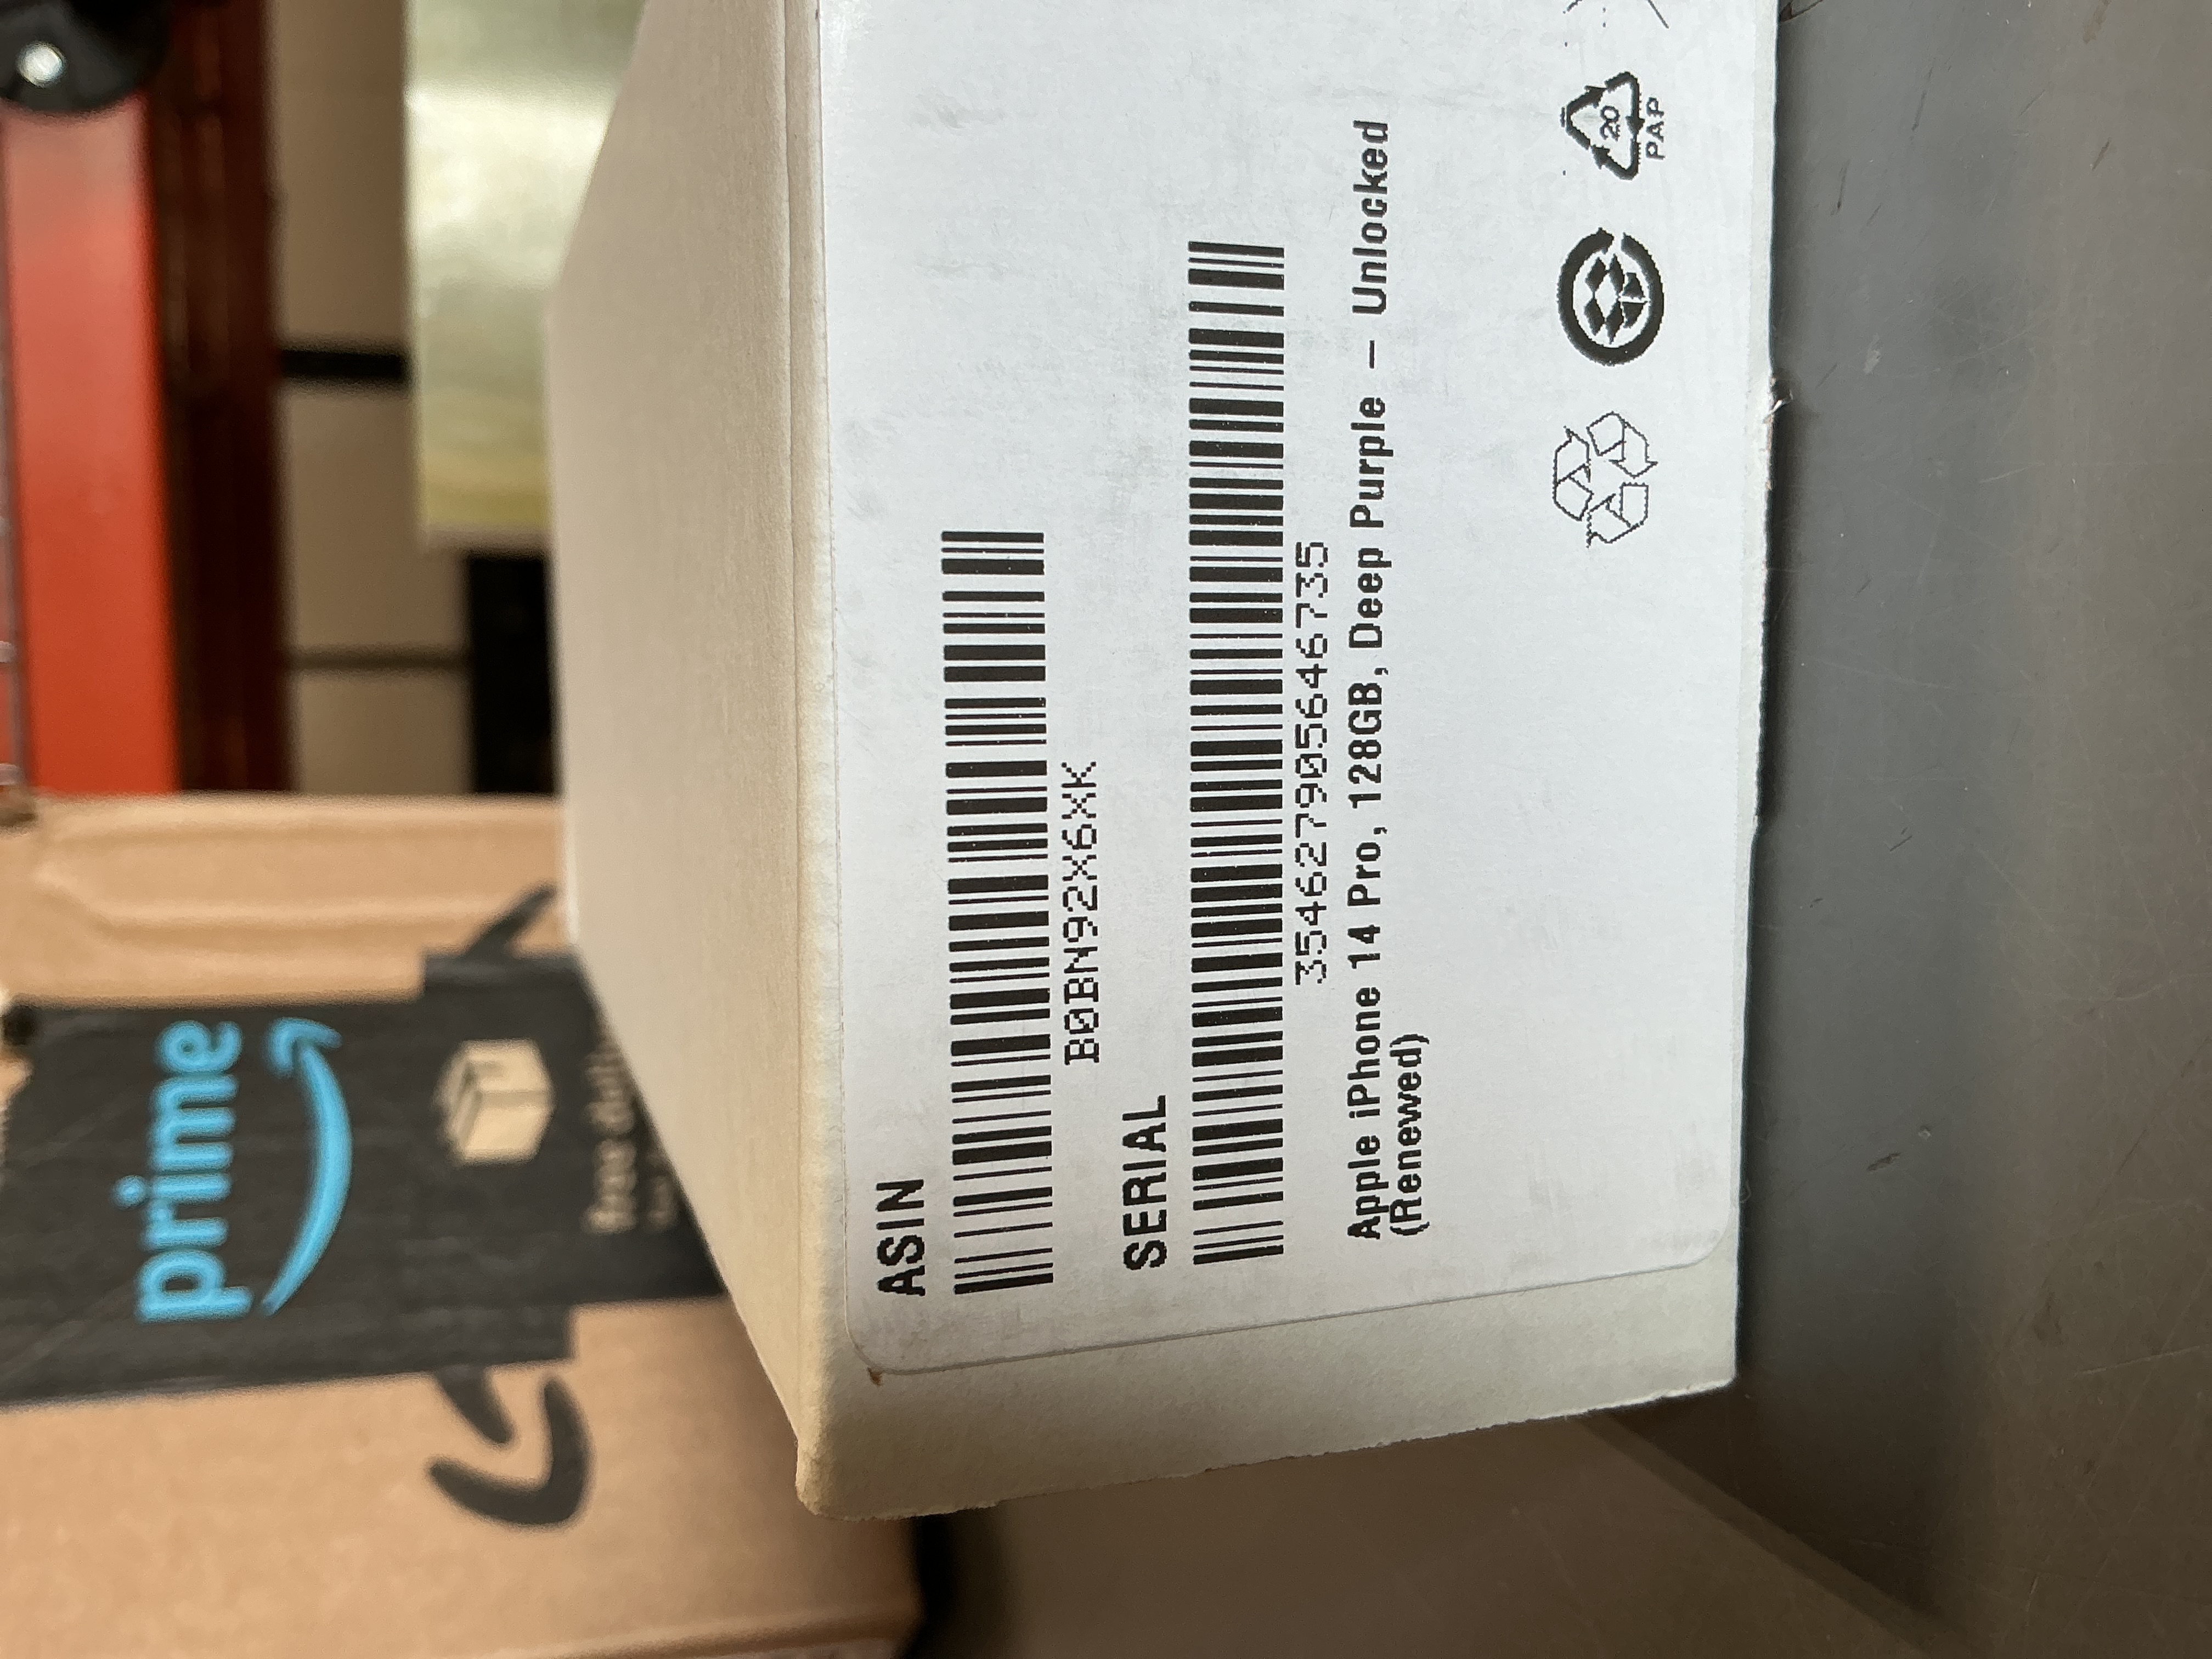 ASIN
B0BN92X6XK
SERIAL
354627905646735
Apple iPhone 14 Pro, 128GB, Deep Purple – Unlocked
(Renewed)
20
PAP
prime